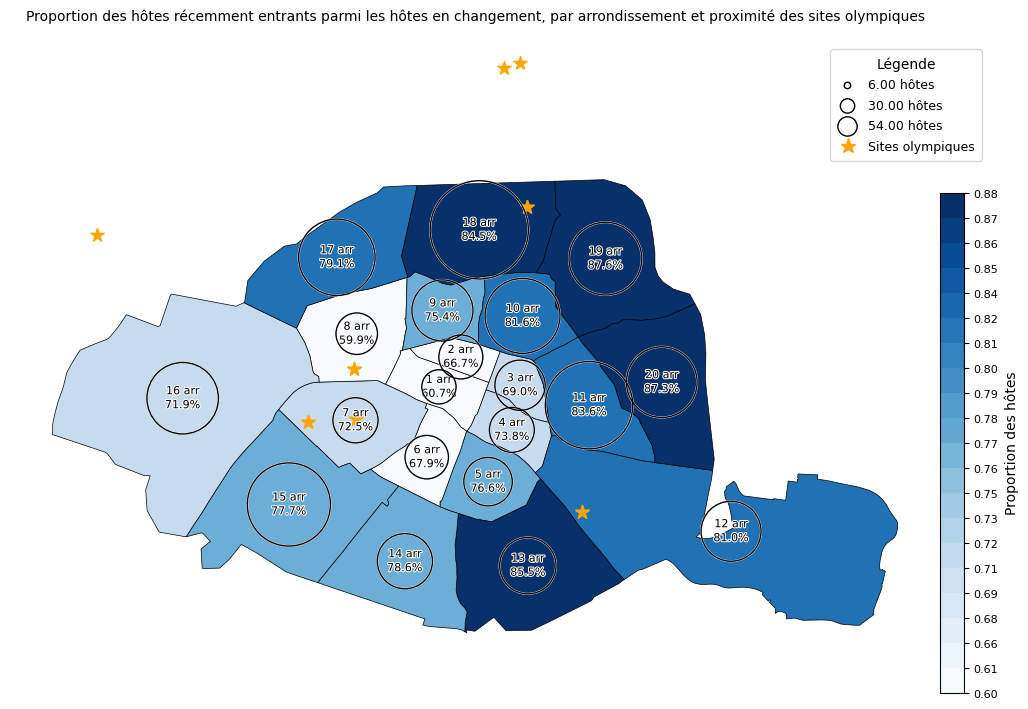 Proportion des hôtes récemment entrants parmi les hôtes en changement, par arrondissement et proximité des sites olympiques
Légende
6.00 hôtes
30.00 hôtes
54.00 hôtes
Sites olympiques
18 arr
84.5%
17 arr
79.1%
19 arr
87.6%
9 arr
75.4%
10 arr
81.6%
8 arr
59.9%
2 arr
66.7%
1 arr
60.7%
3 arr
69.0%
20 arr
87.3%
16 arr
71.9%
11 arr
83.6%
7 arr
72.5%
4 arr
73.8%
6 arr
67.9%
5 arr
76.6%
15 arr
77.7%
12 arr
81.0%
14 arr
78.6%
13 arr
85.5%
0.88
0.87
0.86
0.85
0.84
0.82
0.81
0.80
0.78
0.77
0.76
0.75
0.73
0.72
0.71
0.69
0.68
0.66
0.61
0.60
Proportion des hôtes